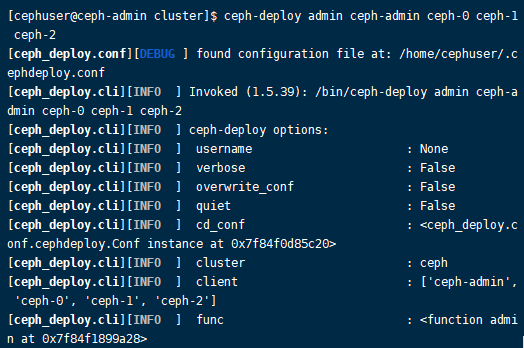 [cephuser@ceph-admin cluster]$ ceph-deploy admin ceph-admin ceph-0 ceph-1
 ceph-2
[ceph_deploy.conf][DEBUG ] found configuration file at: /home/cephuser/.c
ephdeploy.conf
[ceph_deploy.cli][INFO  ] Invoked (1.5.39): /bin/ceph-deploy admin ceph-a
dmin ceph-0 ceph-1 ceph-2
[ceph_deploy.cli][INFO  ] ceph-deploy options:
[ceph_deploy.cli][INFO  ]  username                      : None
[ceph_deploy.cli][INFO  ]  verbose                       : False
[ceph_deploy.cli][INFO  ]  overwrite_conf                : False
[ceph_deploy.cli][INFO  ]  quiet                         : False
[ceph_deploy.cli][INFO  ]  cd_conf                       : <ceph_deploy.c
onf.cephdeploy.Conf instance at 0x7f84f0d85c20>
[ceph_deploy.cli][INFO  ]  cluster                       : ceph
[ceph_deploy.cli][INFO  ]  client                        : ['ceph-admin',
 'ceph-0', 'ceph-1', 'ceph-2']
[ceph_deploy.cli][INFO  ]  func                          : <function admi
n at 0x7f84f1899a28>